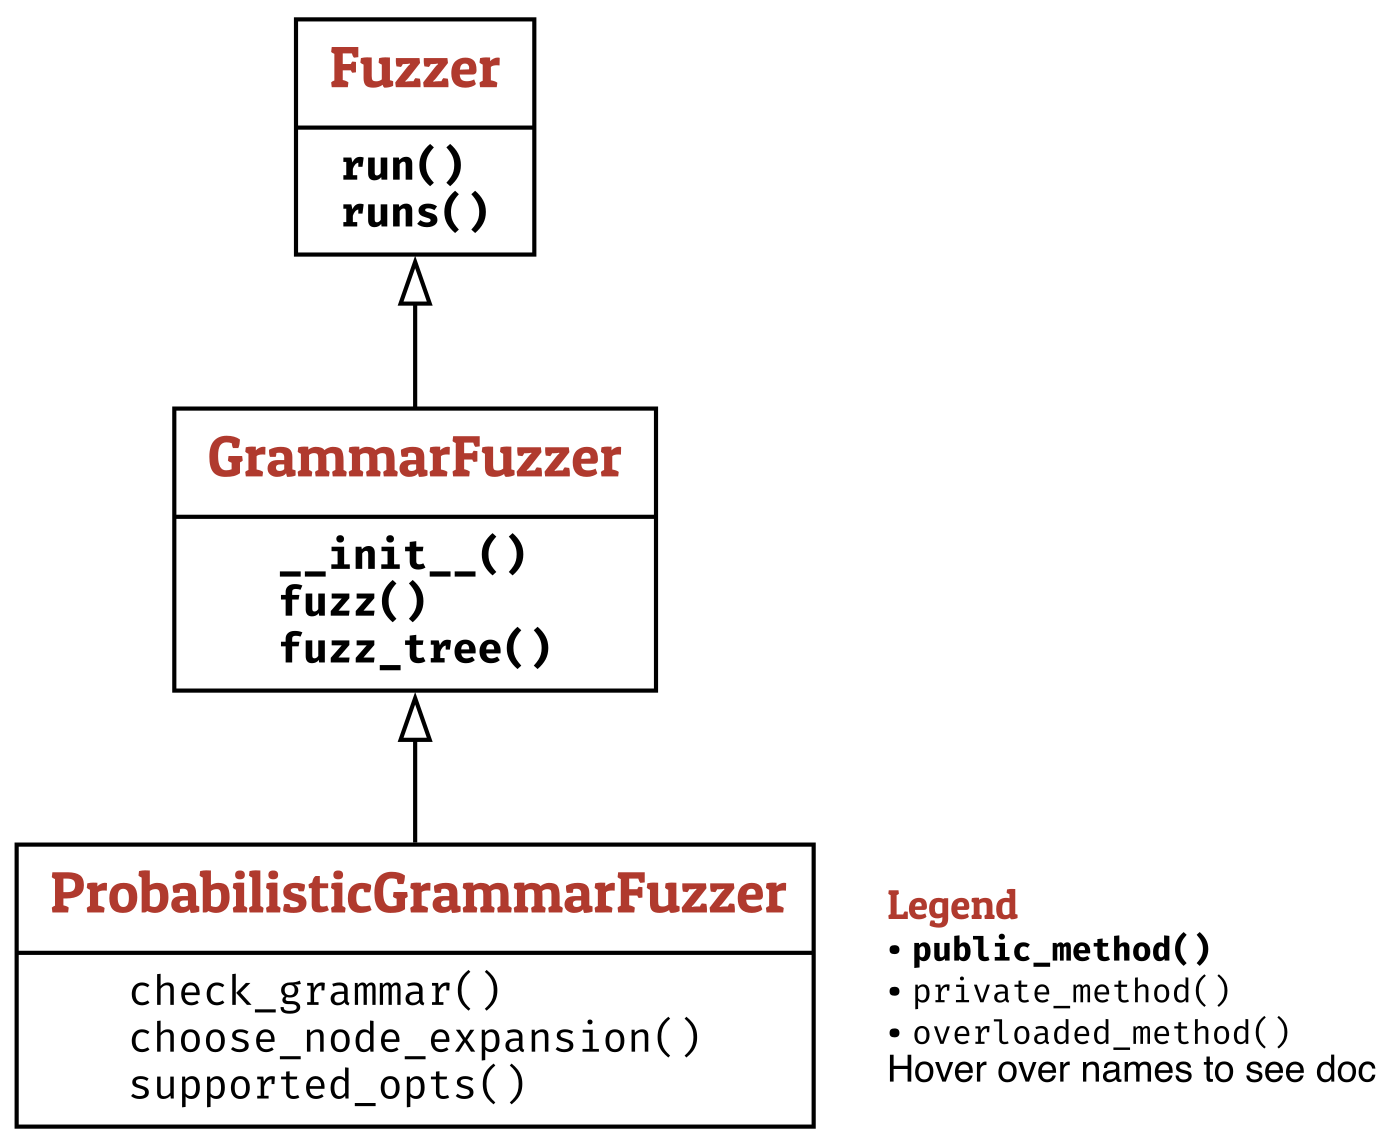 Fuzzer
run()
runs()
GrammarFuzzer
__init__()
fuzz()
fuzz_tree()
ProbabilisticGrammarFuzzer
check_grammar()
choose_node_expansion()
supported_opts()
Legend
• public_method()
• private_method()
• overloaded_method()
Hover over names to see doc